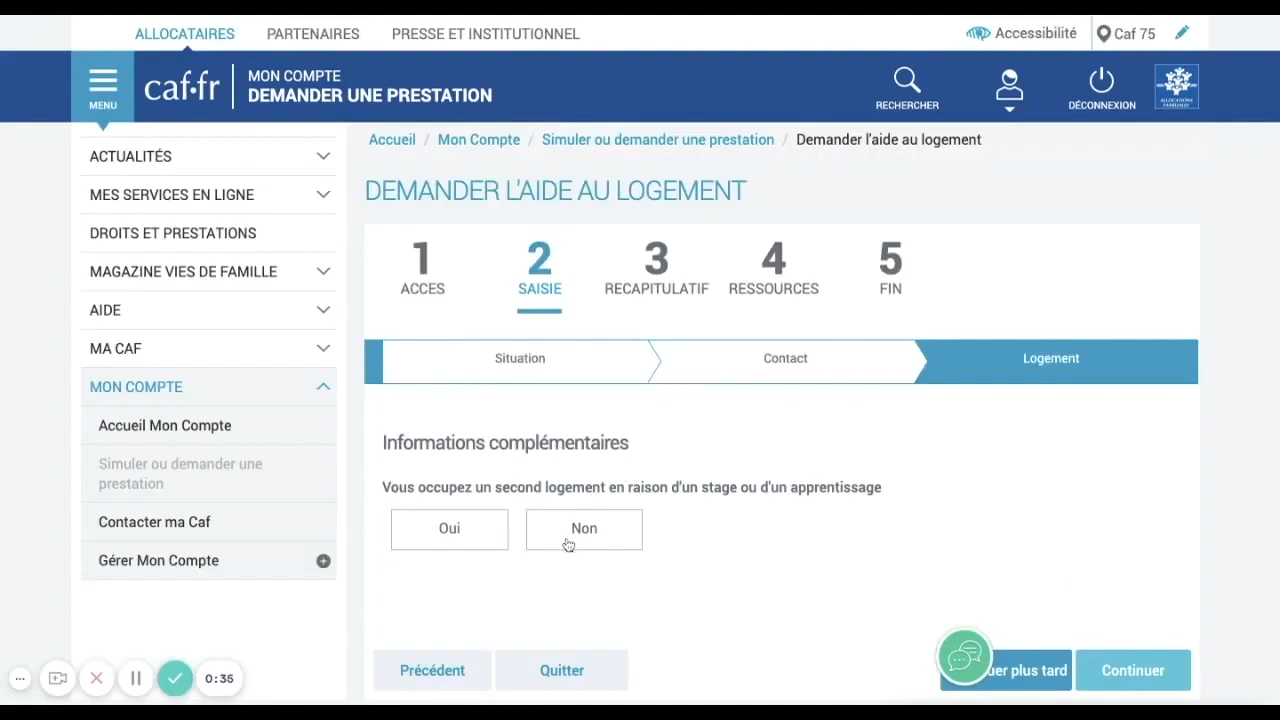 ALLOCATAIRES PARTENAIRES PRESSE ET INSTITUTIONNEL Accessibilité Caf 75
MENU
caf.fr
MON COMPTE
DEMANDER UNE PRESTATION
RECHERCHER
DÉCONNEXION
ALLOCATIONS
FAMILIALES
ACTUALITÉS
MES SERVICES EN LIGNE
DROITS ET PRESTATIONS
MAGAZINE VIES DE FAMILLE
AIDE
MA CAF
MON COMPTE
Accueil Mon Compte
Simuler ou demander une
prestation
Contacter ma Caf
Gérer Mon Compte
Accueil / Mon Compte / Simuler ou demander une prestation / Demander l'aide au logement
DEMANDER L'AIDE AU LOGEMENT
1 2 3 4 5
ACCES SAISIE RECAPITULATIF RESSOURCES FIN
Situation Contact Logement
Informations complémentaires
Vous occupez un second logement en raison d'un stage ou d'un apprentissage
Oui Non
Précédent Quitter uer plus tard Continuer
0:35